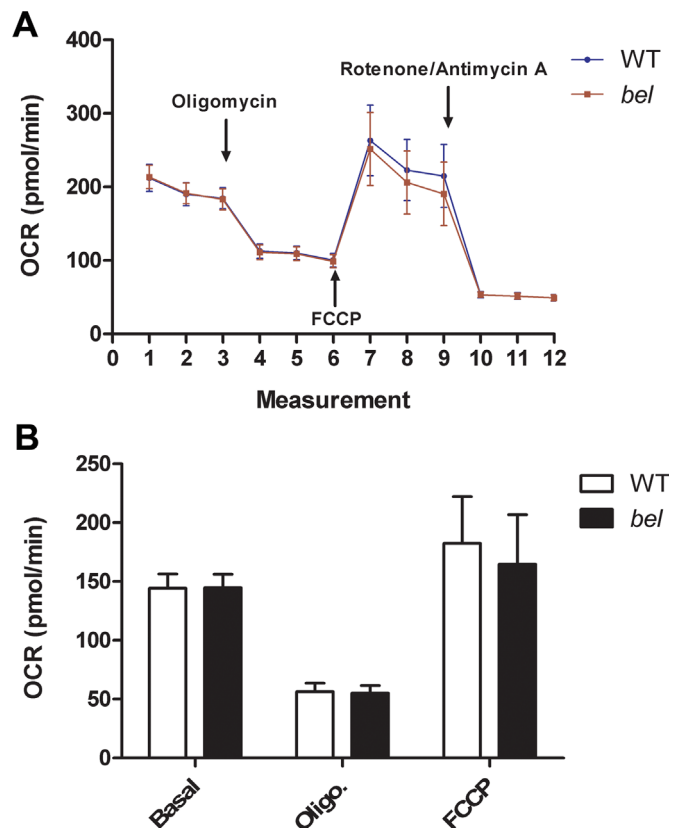 A
OCR (pmol/min)
400
300
200
100
0
Oligomycin
FCCP
Rotenone/Antimycin A
WT
bel
0 1 2 3 4 5 6 7 8 9 10 11 12
Measurement
B
OCR (pmol/min)
250
200
150
100
50
0
WT
bel
Basal Oligo. FCCP